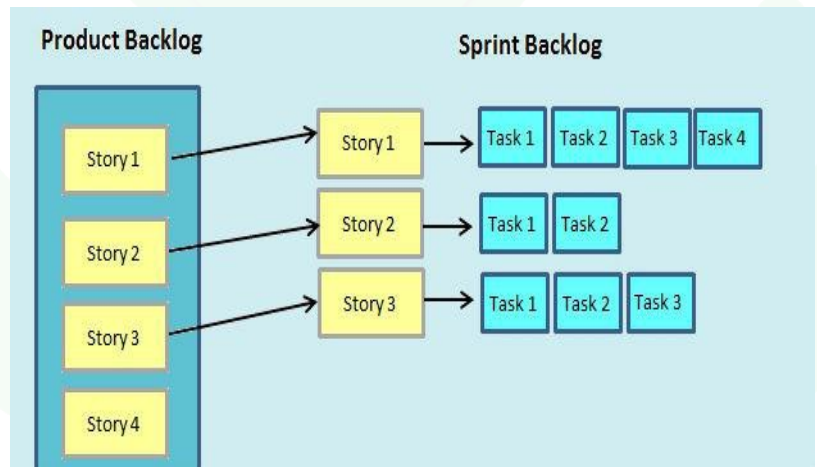 Product Backlog
Sprint Backlog
Story 1
Story 1
Task 1
Task 2
Task 3
Task 4
Story 2
Story 2
Task 1
Task 2
Story 3
Story 3
Task 1
Task 2
Task 3
Story 4